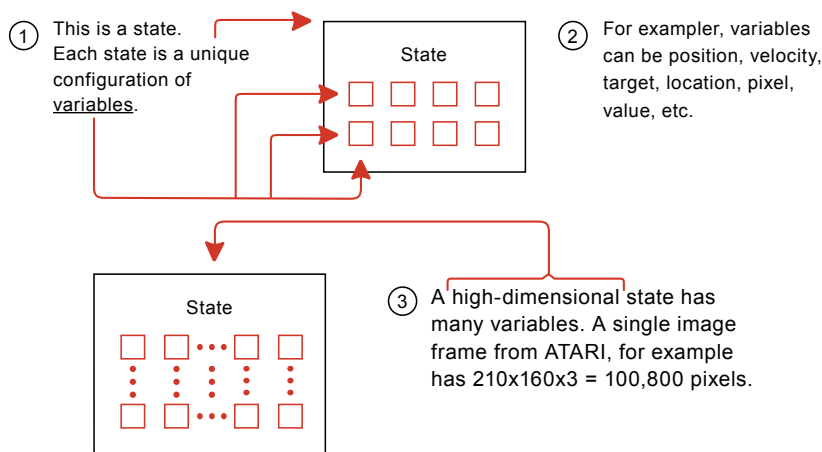 1
This is a state.
Each state is a unique
configuration of
variables.
State
2
For exampler, variables
can be position, velocity,
target, location, pixel,
value, etc.
State
3
A high-dimensional state has
many variables. A single image
frame from ATARI, for example
has 210x160x3 = 100,800 pixels.